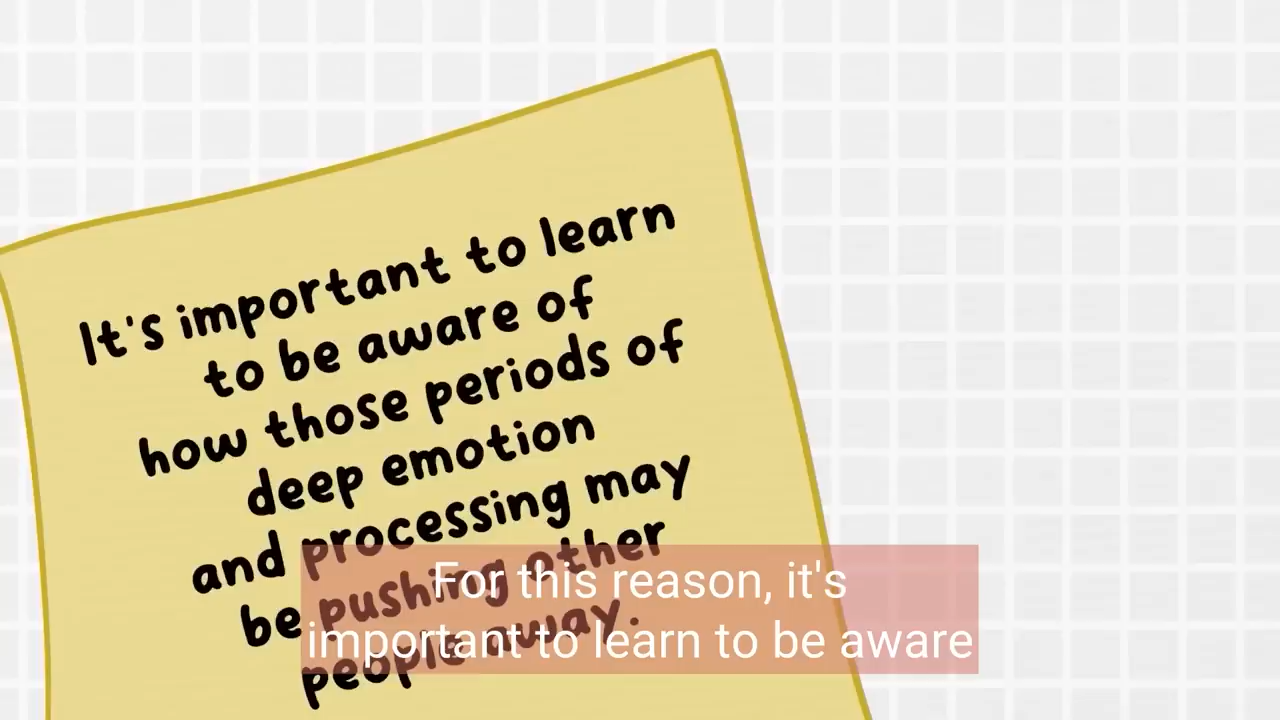 It's important to learn
to be aware of
how those periods of
deep emotion
and processing may
be pushing other
people away.
For this reason, it's
important to learn to be aware